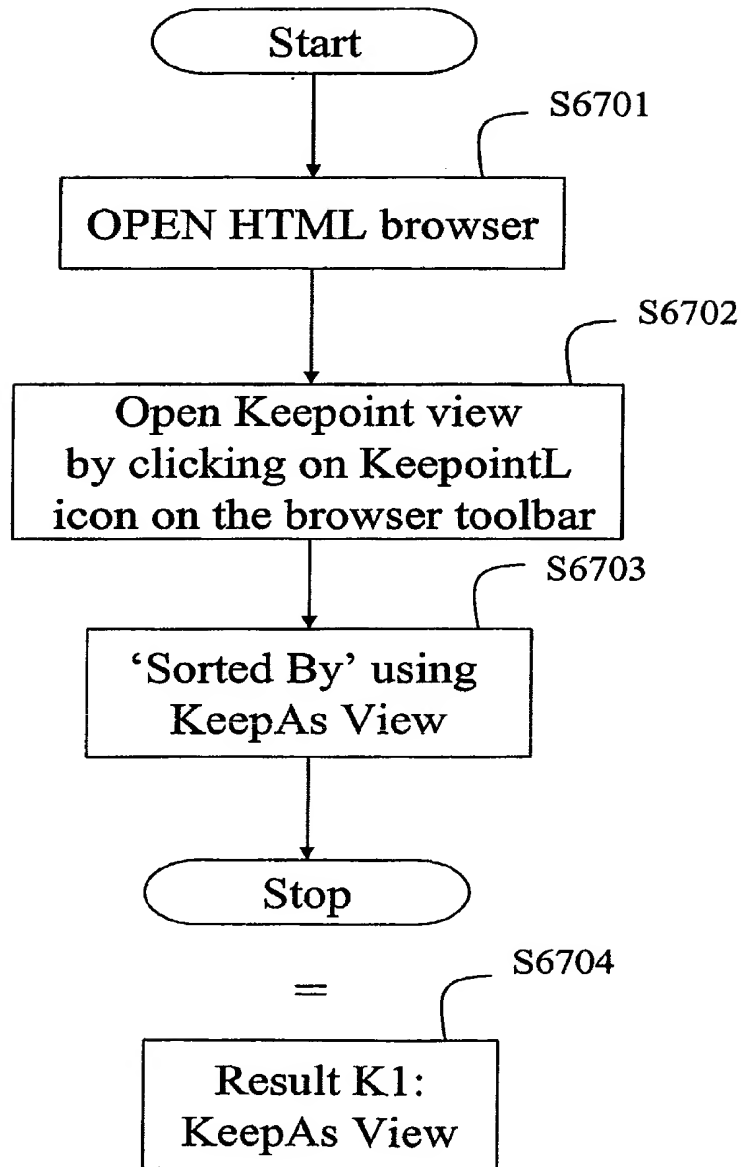 Start
S6701
OPEN HTML browser
S6702
Open Keepoint view
by clicking on KeepointL
icon on the browser toolbar
S6703
‘Sorted By’ using
KeepAs View
Stop
=
S6704
Result K1:
KeepAs View